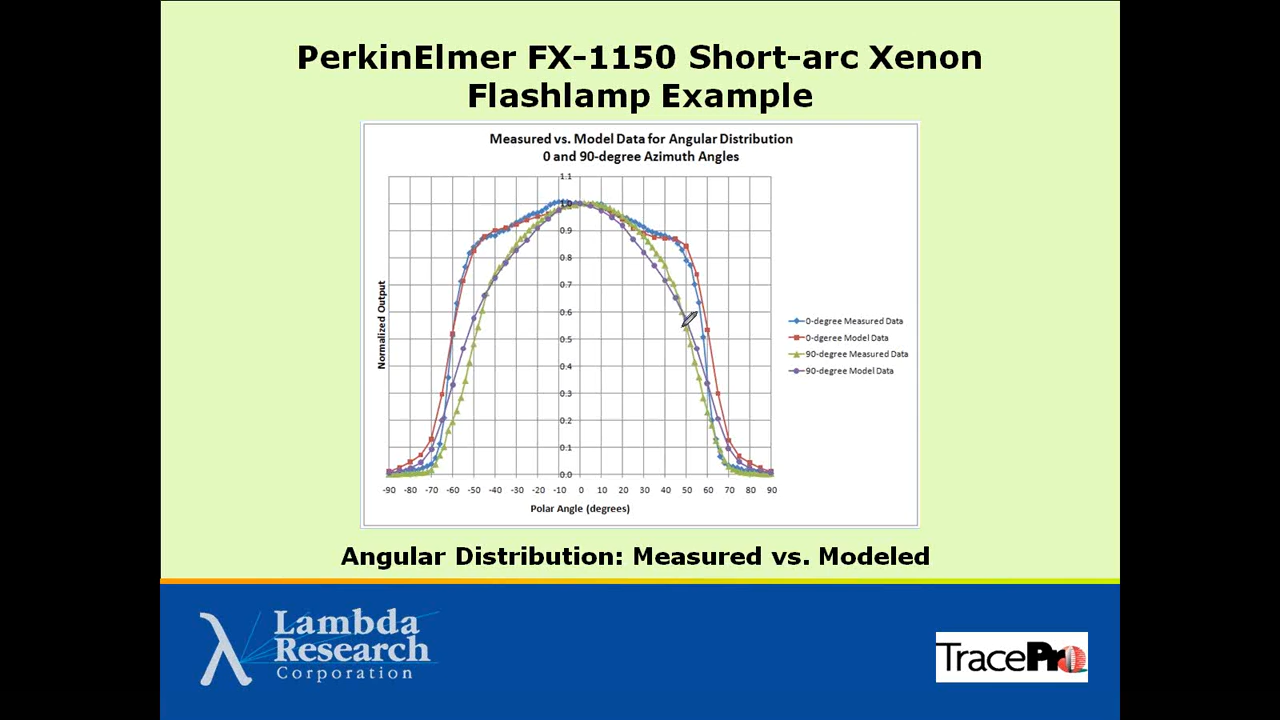 PerkinElmer FX-1150 Short-arc Xenon
Flashlamp Example
Measured vs. Model Data for Angular Distribution
0 and 90-degree Azimuth Angles
1.1
1.0
0.9
0.8
0.7
0.6
0.5
0.4
0.3
0.2
0.1
0.0
Normalized Output
-90 -80 -70 -60 -50 -40 -30 -20 -10 0 10 20 30 40 50 60 70 80 90
Polar Angle (degrees)
0-degree Measured Data
0-dgeree Model Data
90-degree Measured Data
90-degree Model Data
Angular Distribution: Measured vs. Modeled
λ Lambda
Research
Corporation
TracePro